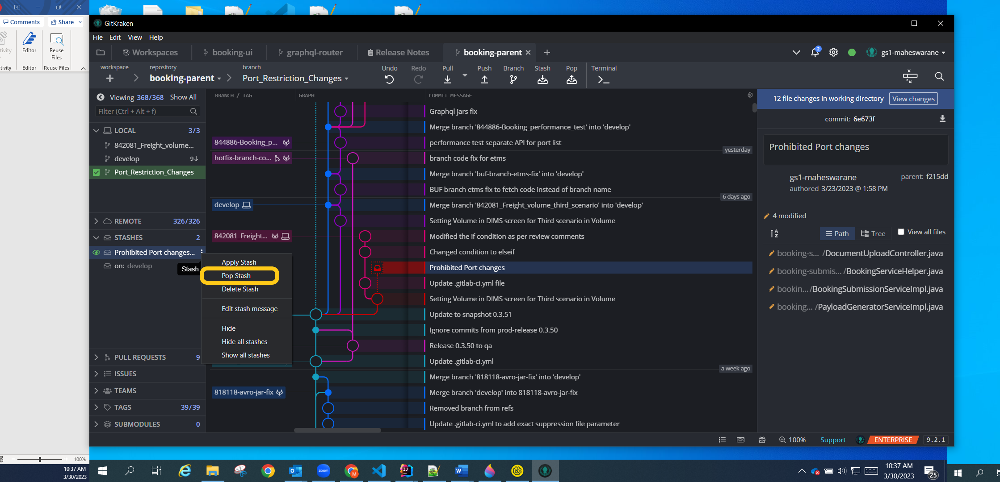 Comments
Share
Editor
Reuse
Files
tivity
tivity
Editor
Reuse Files
100%
10:37 AM
3/30/2023
GitKraken
File Edit View Help
Workspaces
booking-ui
graphql-router
Release Notes
booking-parent
2
gs1-maheswarane
workspace
repository
booking-parent
branch
Port_Restriction_Changes
Undo
Redo
Pull
Push
Branch
Stash
Pop
Terminal
Viewing 368/368 Show All
Filter (Ctrl + Alt + f)
LOCAL 3/3
842081_Freight_volume...
develop 9↓
Port_Restriction_Changes
REMOTE 326/326
STASHES 2
Prohibited Port changes...
on: develop
Stash
Apply Stash
Pop Stash
Delete Stash
Edit stash message
Hide
Hide all stashes
Show all stashes
PULL REQUESTS 9
ISSUES
TEAMS
TAGS 39/39
SUBMODULES 0
BRANCH / TAG GRAPH COMMIT MESSAGE
Graphql jars fix
Merge branch '844886-Booking_performance_test' into 'develop'
844886-Booking_p... performance test separate API for port list
yesterday
hotfix-branch-co... branch code fix for etms
Merge branch 'buf-branch-etms-fix' into 'develop'
BUF branch etms fix to fetch code instead of branch name
6 days ago
develop Merge branch '842081_Freight_volume_third_scenario' into 'develop'
Setting Volume in DIMS screen for Third scenario in Volume
842081_Freight... Modified the if condition as per review comments
Changed condition to elseif
Prohibited Port changes
Update .gitlab-ci.yml file
Setting Volume in DIMS screen for Third scenario in Volume
Update to snapshot 0.3.51
Ignore commits from prod-release 0.3.50
Release 0.3.50 to qa
Update .gitlab-ci.yml
a week ago
Merge branch '818118-avro-jar-fix' into 'develop'
818118-avro-jar-fix Merge branch 'develop' into 818118-avro-jar-fix
Removed branch from refs
Update .gitlab-ci.yml to add exact suppression file parameter
12 file changes in working directory View changes
commit: 6e673f
Prohibited Port changes
gs1-maheswarane parent: f215dd
authored 3/23/2023 @ 1:58 PM
4 modified
Path Tree View all files
booking-s... /DocumentUploadController.java
booking-submis... /BookingServiceHelper.java
bookin... /BookingSubmissionServiceImpl.java
booking... /PayloadGeneratorServiceImpl.java
100% Support ENTERPRISE 9.2.1
zoom
M
IJ
W
10:37 AM
3/30/2023
25